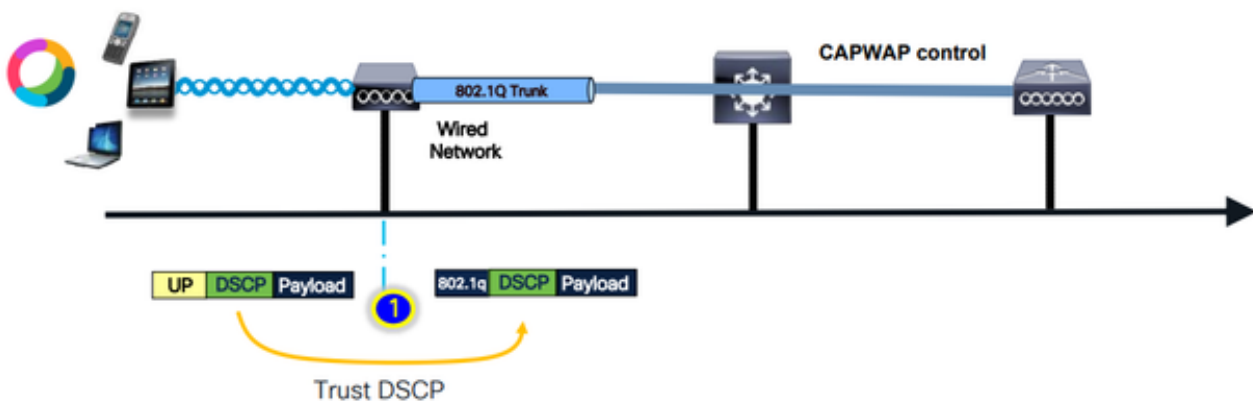 CAPWAP control
802.1Q Trunk
Wired
Network
UP DSCP Payload
1
802.1q DSCP Payload
Trust DSCP